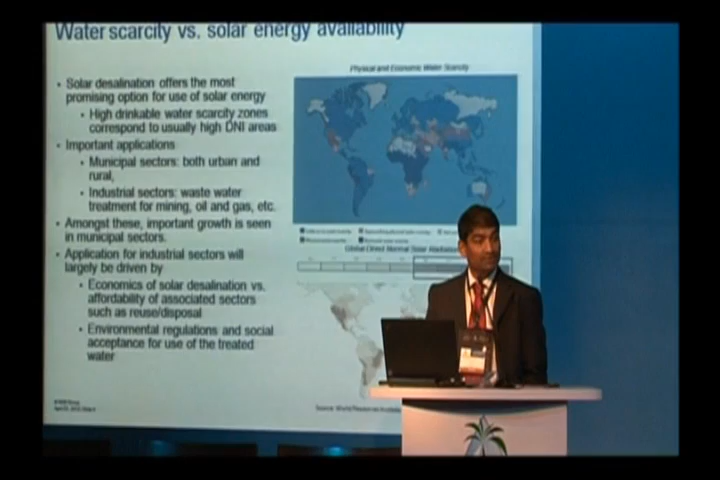 Water scarcity vs. solar energy availability
• Solar desalination offers the most
promising option for use of solar energy
• High drinkable water scarcity zones
correspond to usually high DNI areas
• Important applications
• Municipal sectors: both urban and
rural,
• Industrial sectors: waste water
treatment for mining, oil and gas, etc.
• Amongst these, important growth is seen
in municipal sectors.
• Application for industrial sectors will
largely be driven by
• Economics of solar desalination vs.
affordability of associated sectors
such as reuse/disposal
• Environmental regulations and social
acceptance for use of the treated
water
Physical and Economic Water Scarcity
Global Direct Normal Solar
Source: World Resources Institute